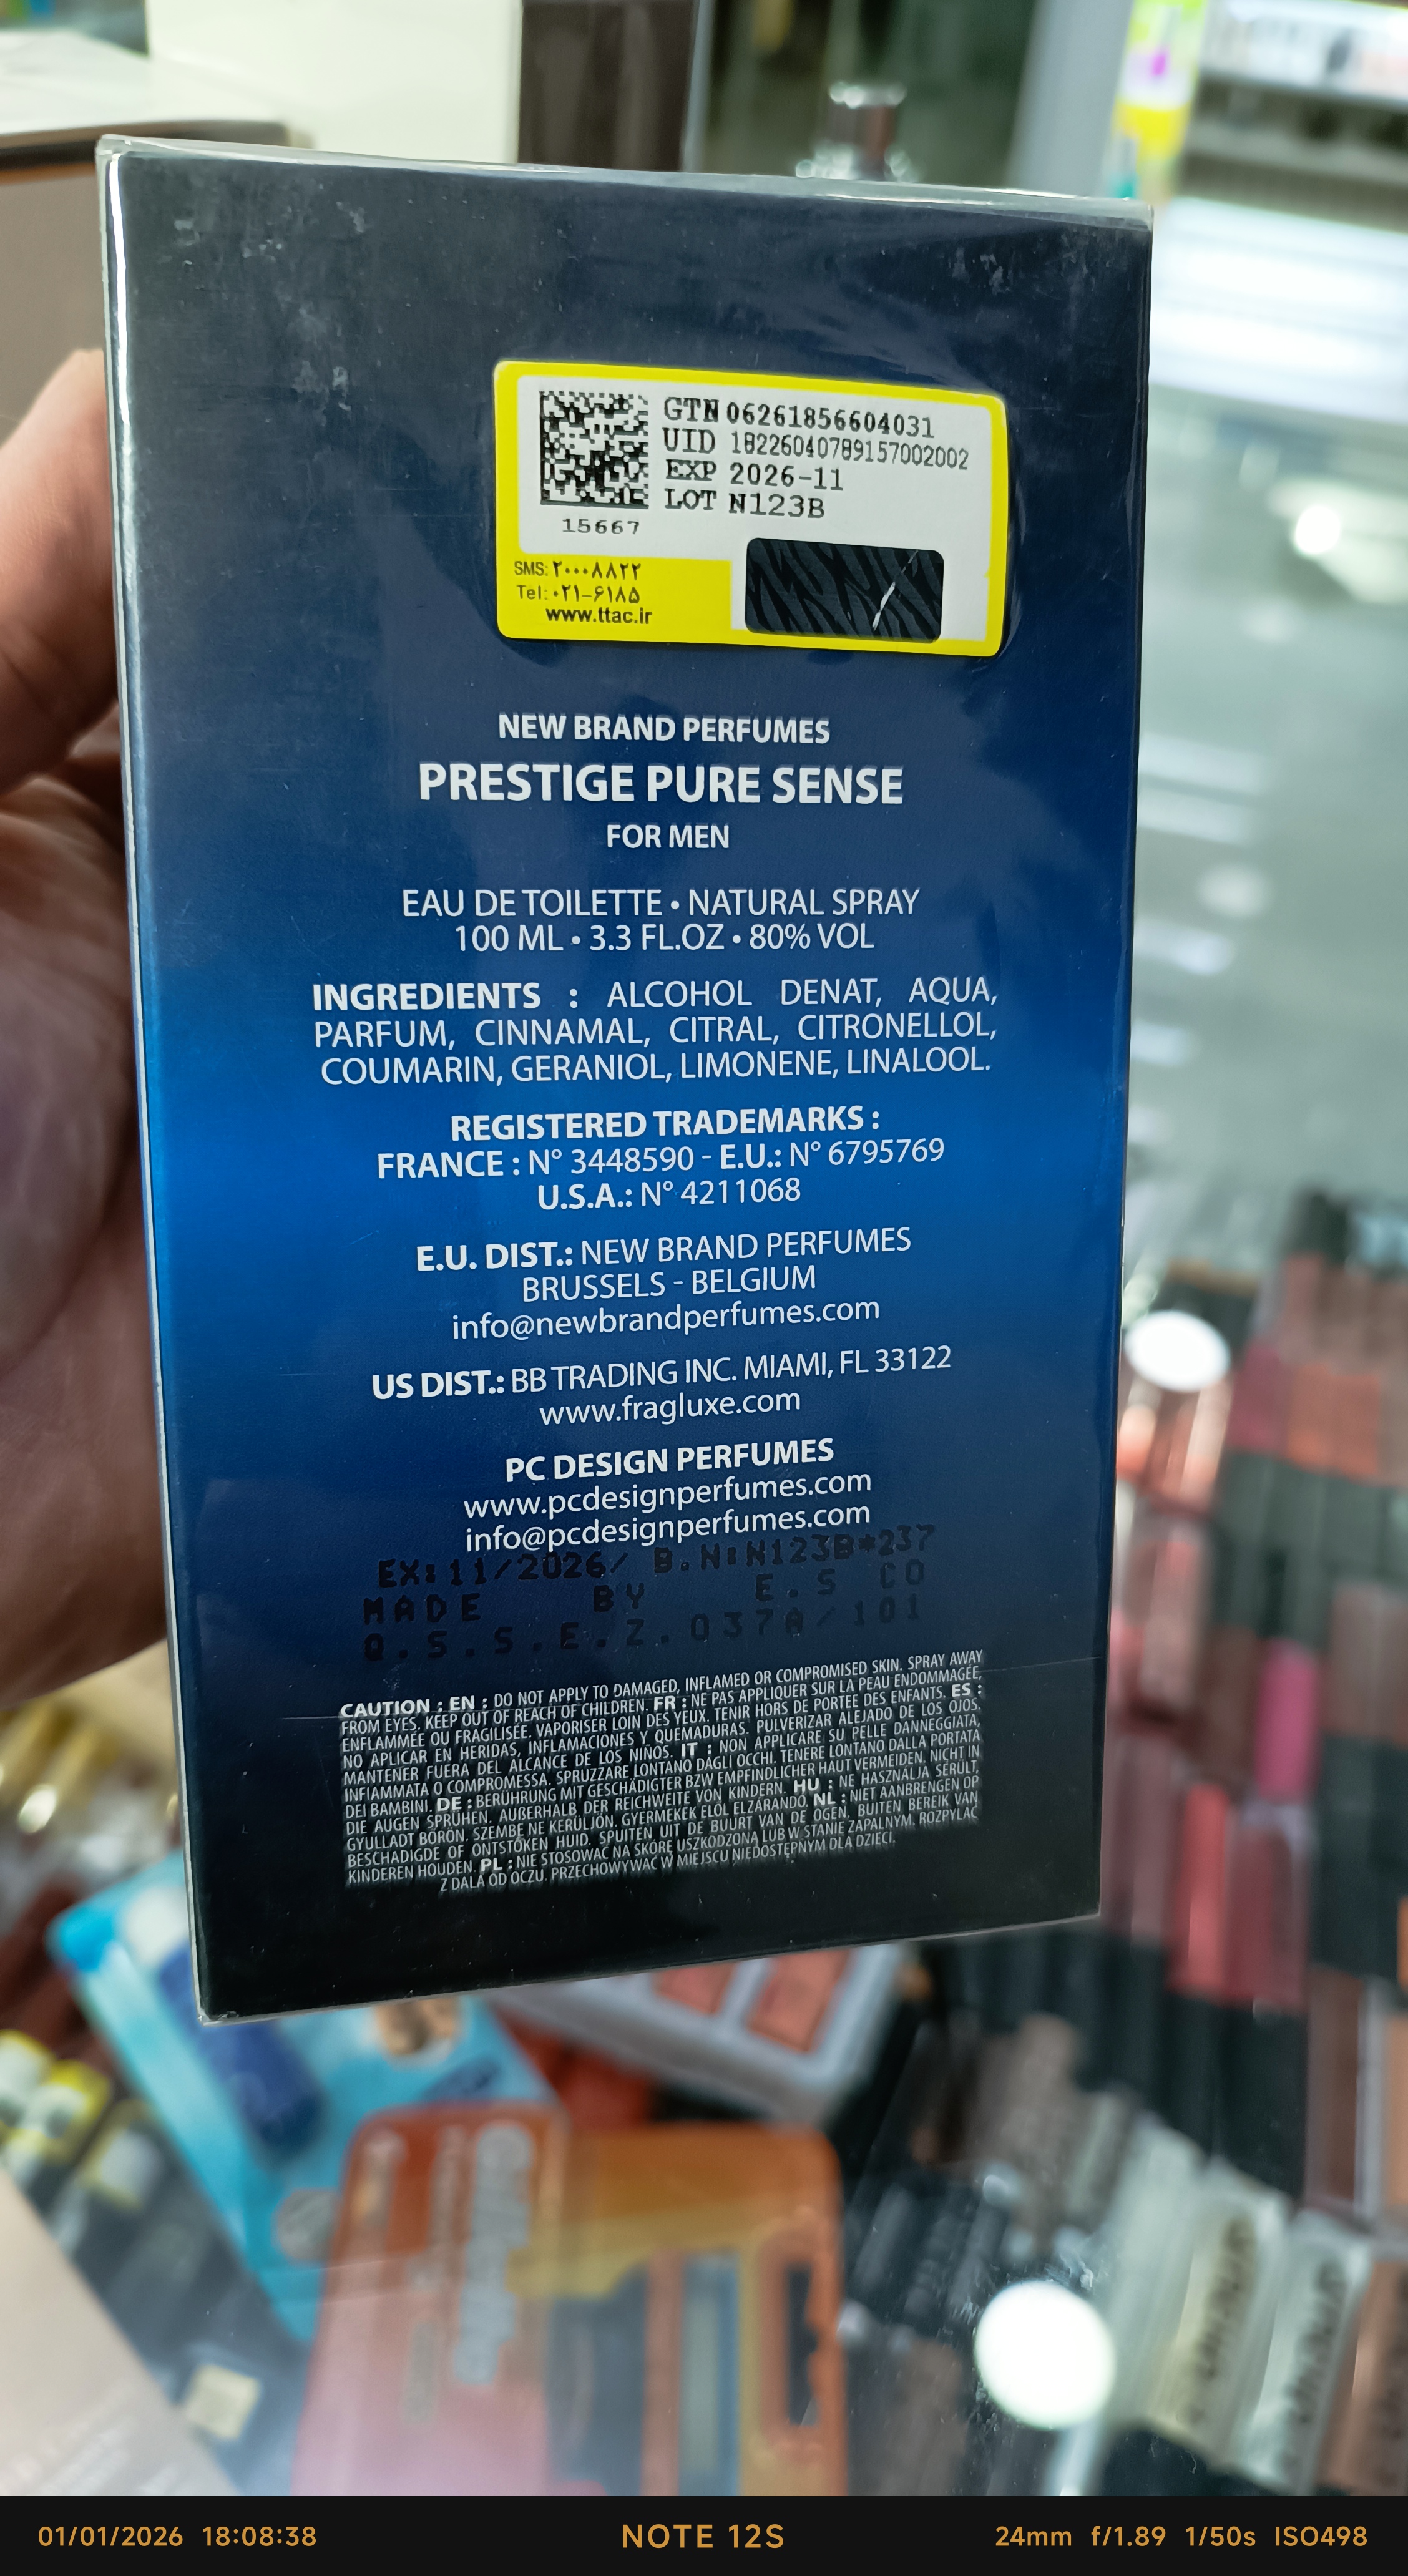 GTN 06261856604031
UID 18226040789157002002
EXP 2026-11
LOT N123B
15667
SMS: ۲۰۰۰۸۸۲۲
Tel: ۰۲۱-۶۱۸۵
www.ttac.ir
NEW BRAND PERFUMES
PRESTIGE PURE SENSE
FOR MEN
EAU DE TOILETTE • NATURAL SPRAY
100 ML • 3.3 FL.OZ • 80% VOL
INGREDIENTS : ALCOHOL DENAT, AQUA,
PARFUM, CINNAMAL, CITRAL, CITRONELLOL,
COUMARIN, GERANIOL, LIMONENE, LINALOOL.
REGISTERED TRADEMARKS :
FRANCE : N° 3448590 - E.U.: N° 6795769
U.S.A.: N° 4211068
E.U. DIST.: NEW BRAND PERFUMES
BRUSSELS - BELGIUM
info@newbrandperfumes.com
US DIST.: BB TRADING INC. MIAMI, FL 33122
www.fragluxe.com
PC DESIGN PERFUMES
www.pcdesignperfumes.com
info@pcdesignperfumes.com
EX:11/2026/ B.N:N123B*237
MADE BY E.S CO
Q.S.S.E.Z.037A/101
CAUTION : EN : DO NOT APPLY TO DAMAGED, INFLAMED OR COMPROMISED SKIN. SPRAY AWAY
FROM EYES. KEEP OUT OF REACH OF CHILDREN. FR : NE PAS APPLIQUER SUR LA PEAU ENDOMMAGÉE,
ENFLAMMÉE OU FRAGILISÉE. VAPORISER LOIN DES YEUX. TENIR HORS DE PORTEE DES ENFANTS. ES :
NO APLICAR EN HERIDAS, INFLAMACIONES Y QUEMADURAS. PULVERIZAR ALEJADO DE LOS OJOS.
MANTENER FUERA DEL ALCANCE DE LOS NIÑOS. IT : NON APPLICARE SU PELLE DANNEGGIATA,
INFIAMMATA O COMPROMESSA. SPRUZZARE LONTANO DAGLI OCCHI. TENERE LONTANO DALLA PORTATA
DEI BAMBINI. DE : BERÜHRUNG MIT GESCHÄDIGTER BZW EMPFINDLICHER HAUT VERMEIDEN. NICHT IN
DIE AUGEN SPRÜHEN. AUßERHALB DER REICHWEITE VON KINDERN. HU : NE HASZNÁLJA SÉRÜLT,
GYULLADT BŐRÖN. SZEMBE NE KERÜLJÖN. GYERMEKEK ELŐL ELZÁRANDÓ. NL : NIET AANBRENGEN OP
BESCHADIGDE OF ONTSTOKEN HUID. SPUITEN UIT DE BUURT VAN DE OGEN. BUITEN BEREIK VAN
KINDEREN HOUDEN. PL : NIE STOSOWAĆ NA SKÓRĘ USZKODZONĄ LUB W STANIE ZAPALNYM. ROZPYLAĆ
Z DALA OD OCZU. PRZECHOWYWAĆ W MIEJSCU NIEDOSTĘPNYM DLA DZIECI.
01/01/2026 18:08:38
NOTE 12S
24mm f/1.89 1/50s ISO498